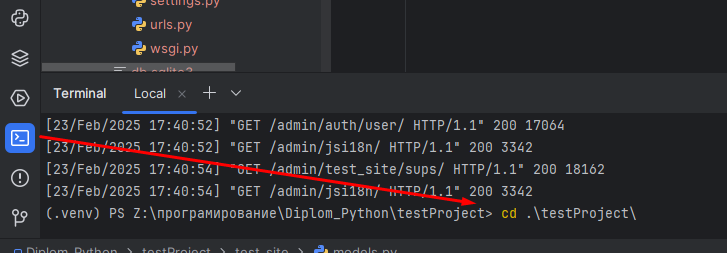 settings.py
urls.py
wsgi.py
db.sqlite3
Terminal Local × +
[23/Feb/2025 17:40:52] "GET /admin/auth/user/ HTTP/1.1" 200 17064
[23/Feb/2025 17:40:52] "GET /admin/jsi18n/ HTTP/1.1" 200 3342
[23/Feb/2025 17:40:54] "GET /admin/test_site/sups/ HTTP/1.1" 200 18162
[23/Feb/2025 17:40:54] "GET /admin/jsi18n/ HTTP/1.1" 200 3342
(.venv) PS Z:\програмирование\Diplom_Python\testProject> cd .\testProject\
Diplom_Python > testProject > test_site > models.py